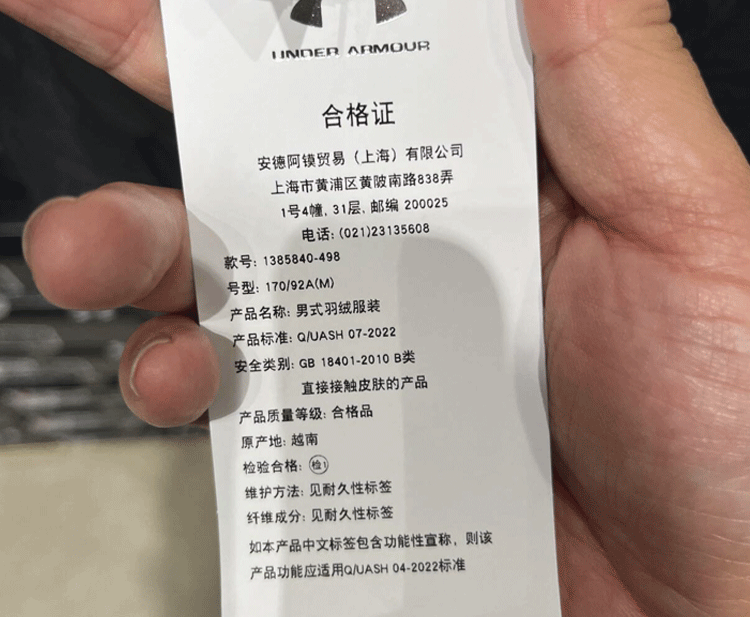 UNDER ARMOUR
合格证
安德阿镆贸易（上海）有限公司
上海市黄浦区黄陂南路838弄
1号4幢, 31层, 邮编 200025
电话: (021)23135608
款号: 1385840-498
号型: 170/92A(M)
产品名称: 男式羽绒服装
产品标准: Q/UASH 07-2022
安全类别: GB 18401-2010 B类
直接接触皮肤的产品
产品质量等级: 合格品
原产地: 越南
检验合格: 检1
维护方法: 见耐久性标签
纤维成分: 见耐久性标签
如本产品中文标签包含功能性宣称, 则该
产品功能应适用Q/UASH 04-2022标准